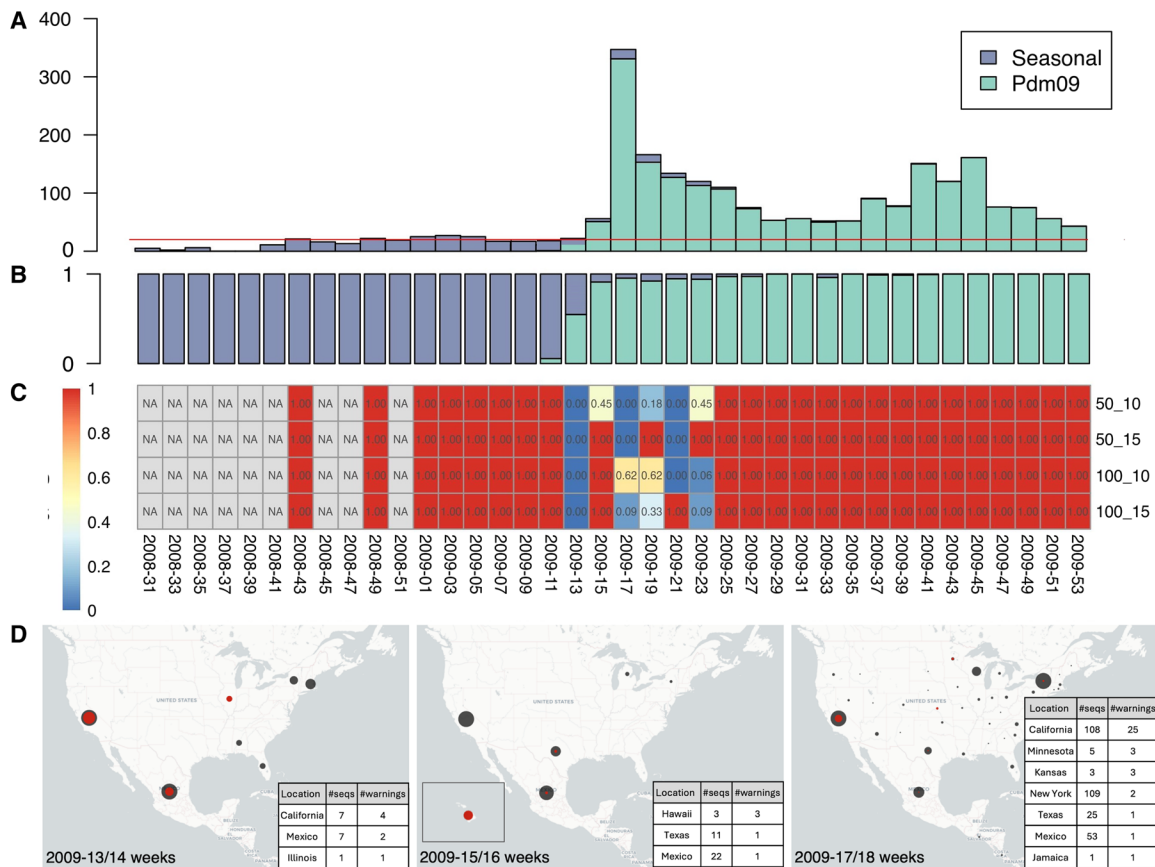 A
400
300
200
100
0
Seasonal
Pdm09
B
1
0
C
1
0.8
0.6
0.4
0.2
0
NA NA NA NA NA NA 1.00 NA NA 1.00 NA 1.00 1.00 1.00 1.00 1.00 1.00 0.00 0.45 0.00 0.18 0.00 0.45 1.00 1.00 1.00 1.00 1.00 1.00 1.00 1.00 1.00 1.00 1.00 1.00 1.00 1.00 1.00 50_10
NA NA NA NA NA NA 1.00 NA NA 1.00 NA 1.00 1.00 1.00 1.00 1.00 1.00 0.00 1.00 0.00 1.00 0.00 1.00 1.00 1.00 1.00 1.00 1.00 1.00 1.00 1.00 1.00 1.00 1.00 1.00 1.00 1.00 1.00 50_15
NA NA NA NA NA NA 1.00 NA NA 1.00 NA 1.00 1.00 1.00 1.00 1.00 1.00 0.00 1.00 0.62 0.62 0.00 0.06 1.00 1.00 1.00 1.00 1.00 1.00 1.00 1.00 1.00 1.00 1.00 1.00 1.00 1.00 1.00 100_10
NA NA NA NA NA NA 1.00 NA NA 1.00 NA 1.00 1.00 1.00 1.00 1.00 1.00 0.00 1.00 0.09 0.33 1.00 0.09 1.00 1.00 1.00 1.00 1.00 1.00 1.00 1.00 1.00 1.00 1.00 1.00 1.00 1.00 1.00 100_15
2008-31 2008-33 2008-35 2008-37 2008-39 2008-41 2008-43 2008-45 2008-47 2008-49 2008-51 2009-01 2009-03 2009-05 2009-07 2009-09 2009-11 2009-13 2009-15 2009-17 2009-19 2009-21 2009-23 2009-25 2009-27 2009-29 2009-31 2009-33 2009-35 2009-37 2009-39 2009-41 2009-43 2009-45 2009-47 2009-49 2009-51 2009-53
D
UNITED STATES
BELIZE
HONDURAS
EL
SALVADOR
Location #seqs #warnings
California 7 4
Mexico 7 2
Illinois 1 1
2009-13/14 weeks
UNITED STATES
BELIZE
HONDURAS
EL
SALVADOR
Location #seqs #warnings
Hawaii 3 3
Texas 11 1
Mexico 22 1
2009-15/16 weeks
UNITED STATES
BELIZE
HONDURAS
EL
SALVADOR
Location #seqs #warnings
California 108 25
Minnesota 5 3
Kansas 3 3
New York 109 2
Texas 25 1
Mexico 53 1
Jamaica 1 1
2009-17/18 weeks